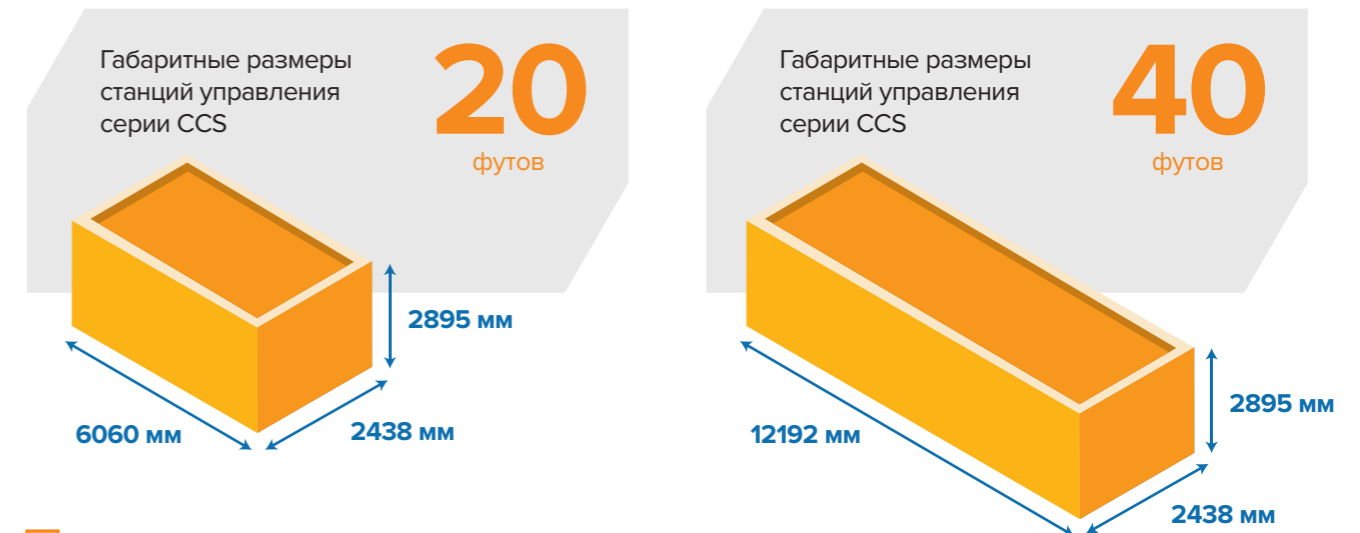 Габаритные размеры
станций управления
серии CCS
20
футов
2895 мм
6060 мм
2438 мм
Габаритные размеры
станций управления
серии CCS
40
футов
2895 мм
12192 мм
2438 мм